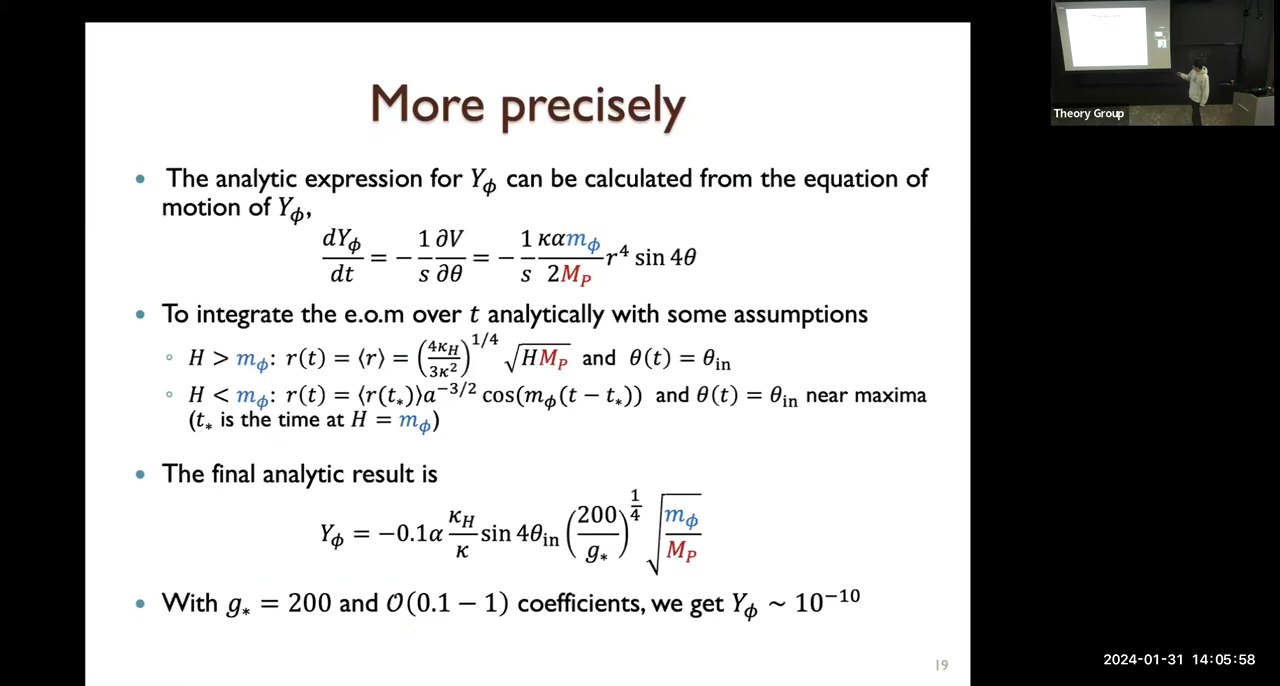 More precisely
• The analytic expression for Y_ϕ can be calculated from the equation of
motion of Y_ϕ,
dY_ϕ/dt = −(1/s)(∂V/∂θ) = −(1/s)(καm_ϕ/2M_P) r⁴ sin 4θ
• To integrate the e.o.m over t analytically with some assumptions
◦ H > m_ϕ: r(t) = ⟨r⟩ = (4κ_H/3κ²)^{1/4} √(HM_P) and θ(t) = θ_in
◦ H < m_ϕ: r(t) = ⟨r(t_*)⟩a^{−3/2} cos(m_ϕ(t − t_*)) and θ(t) = θ_in near maxima
(t_* is the time at H = m_ϕ)
• The final analytic result is
Y_ϕ = −0.1α (κ_H/κ) sin 4θ_in (200/g_*)^{1/4} √(m_ϕ/M_P)
• With g_* = 200 and 𝒪(0.1 − 1) coefficients, we get Y_ϕ ~ 10^{−10}
19
Theory Group
2024-01-31 14:05:58